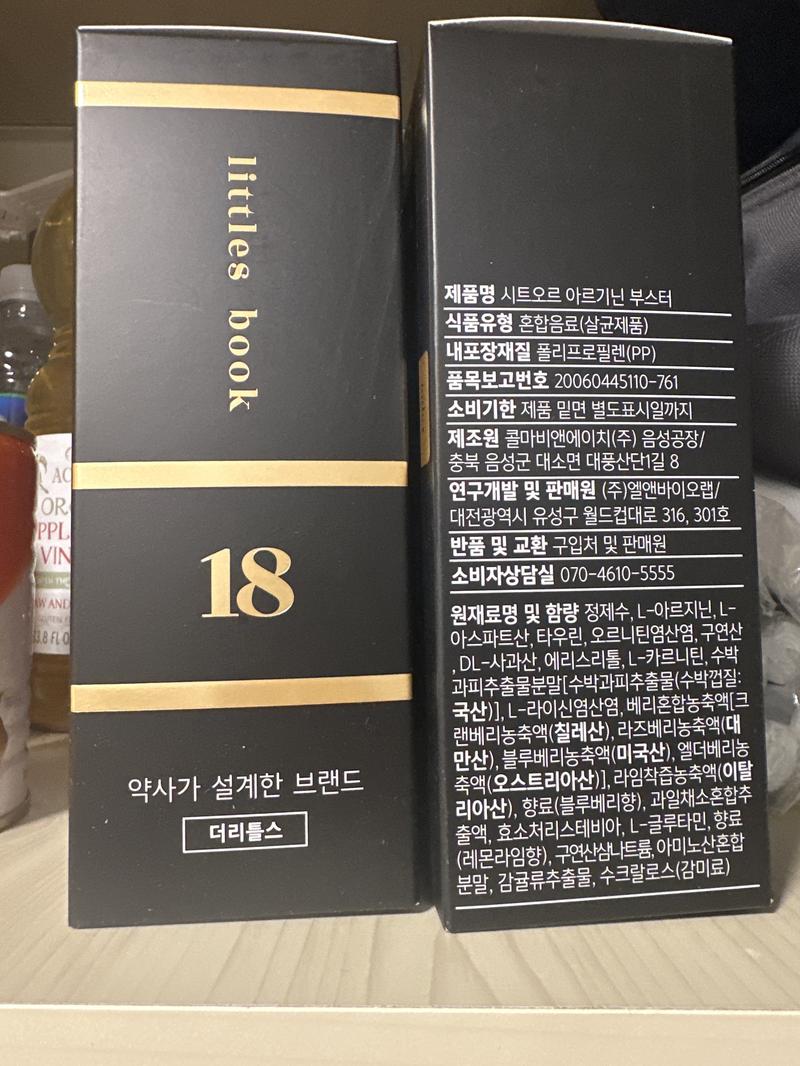 littles book
18
약사가 설계한 브랜드
더리틀스
제품명 시트오르 아르기닌 부스터
식품유형 혼합음료(살균제품)
내포장재질 폴리프로필렌(PP)
품목보고번호 20060445110-761
소비기한 제품 밑면 별도표시일까지
제조원 콜마비앤에이치(주) 음성공장/
충북 음성군 대소면 대풍산단1길 8
연구개발 및 판매원 (주)엘앤바이오랩/
대전광역시 유성구 월드컵대로 316, 301호
반품 및 교환 구입처 및 판매원
소비자상담실 070-4610-5555
원재료명 및 함량 정제수, L-아르지닌, L-
아스파트산, 타우린, 오르니틴염산염, 구연산
, DL-사과산, 에리스리톨, L-카르니틴, 수박
과피추출물분말[수박과피추출물(수박껍질:
국산)], L-라이신염산염, 베리혼합농축액[크
랜베리농축액(칠레산), 라즈베리농축액(대
만산), 블루베리농축액(미국산), 엘더베리농
축액(오스트리아산)], 라임착즙농축액(이탈
리아산), 향료(블루베리향), 과일채소혼합추
출액, 효소처리스테비아, L-글루타민, 향료
(레몬라임향), 구연산삼나트륨, 아미노산혼합
분말, 감귤류추출물, 수크랄로스(감미료)
AC
OR
PPL
VIN
AW AND
3.8 FL O